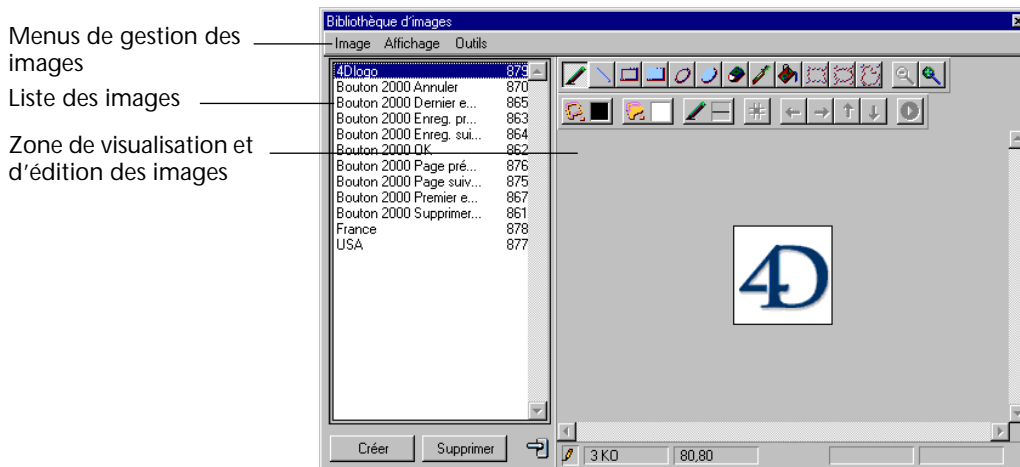 Menus de gestion des
images
Liste des images
Zone de visualisation et
d'édition des images
Bibliothèque d'images
Image Affichage Outils
4Dlogo 879
Bouton 2000 Annuler 870
Bouton 2000 Dernier e... 865
Bouton 2000 Enreg. pr... 863
Bouton 2000 Enreg. sui... 864
Bouton 2000 OK 862
Bouton 2000 Page pré... 876
Bouton 2000 Page suiv... 875
Bouton 2000 Premier e... 867
Bouton 2000 Supprimer... 861
France 878
USA 877
4D
Créer Supprimer
3 KO 80,80